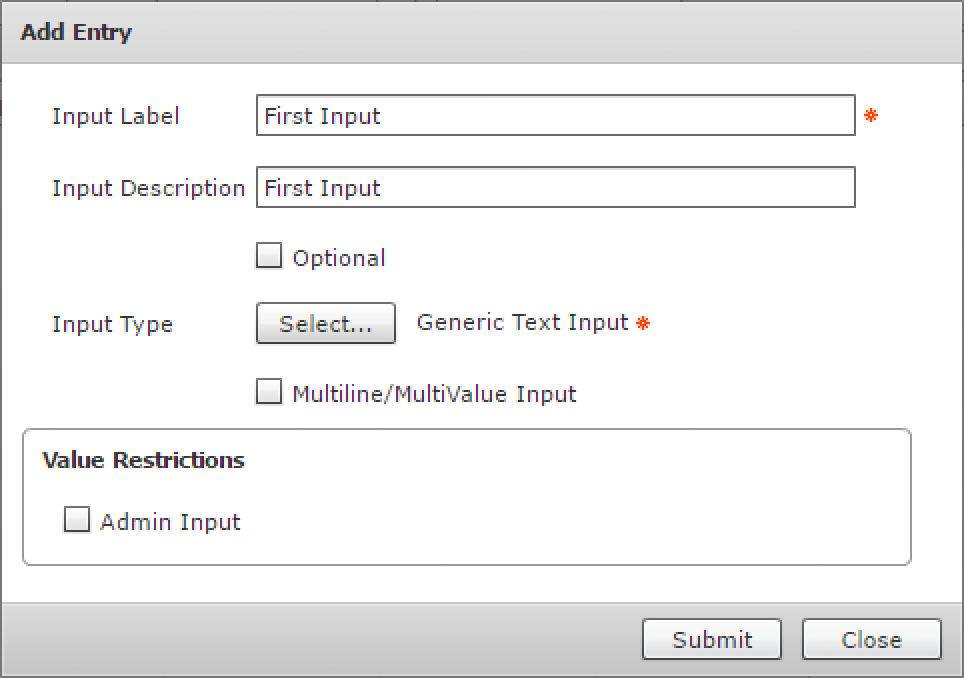 Add Entry
Input Label First Input *
Input Description First Input
Optional
Input Type Select... Generic Text Input *
Multiline/MultiValue Input
Value Restrictions
Admin Input
Submit Close